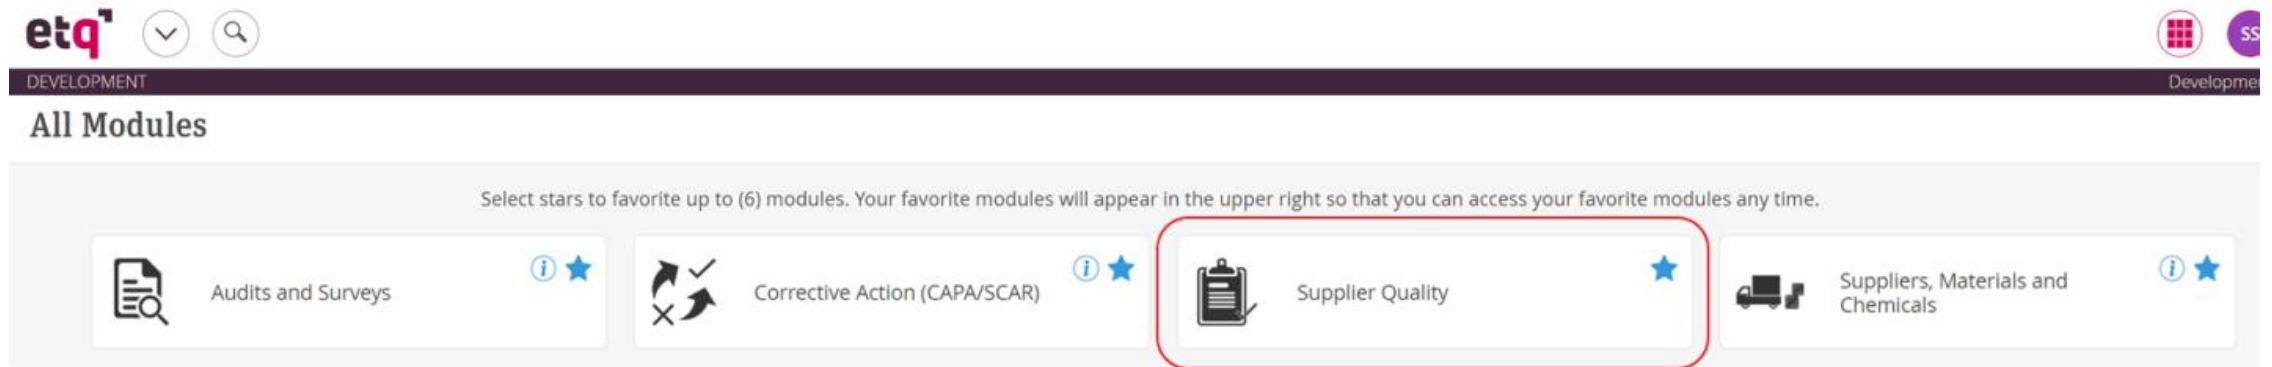 etq
SS
DEVELOPMENT
Developme
All Modules
Select stars to favorite up to (6) modules. Your favorite modules will appear in the upper right so that you can access your favorite modules any time.
Audits and Surveys
Corrective Action (CAPA/SCAR)
Supplier Quality
Suppliers, Materials and
Chemicals